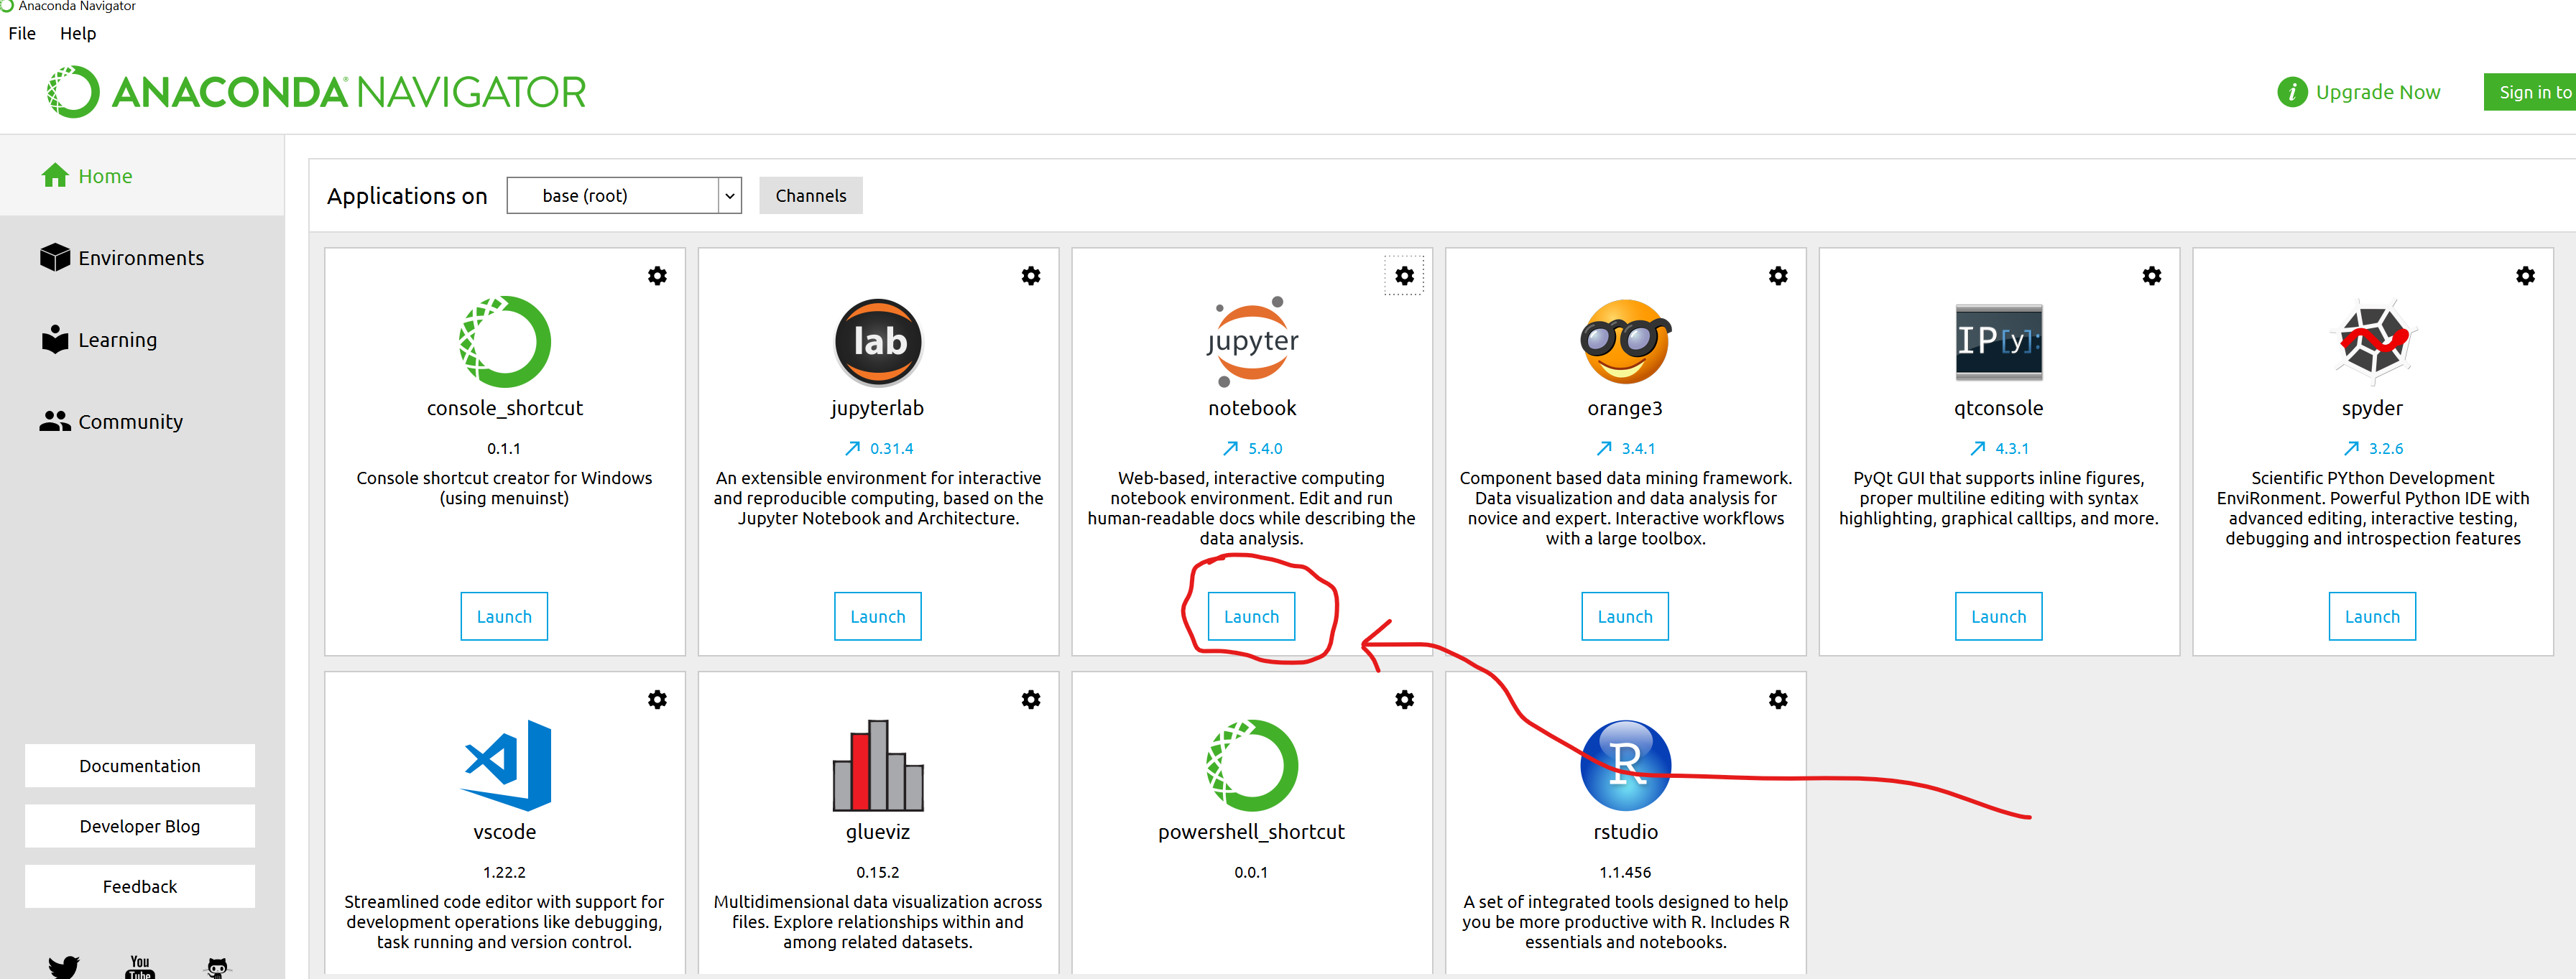 Anaconda Navigator
File Help
ANACONDA NAVIGATOR
i Upgrade Now
Sign in to
Home
Environments
Learning
Community
Documentation
Developer Blog
Feedback
You
Tube
Applications on base (root) Channels
console_shortcut
0.1.1
Console shortcut creator for Windows
(using menuinst)
Launch
lab
jupyterlab
0.31.4
An extensible environment for interactive
and reproducible computing, based on the
Jupyter Notebook and Architecture.
Launch
jupyter
notebook
5.4.0
Web-based, interactive computing
notebook environment. Edit and run
human-readable docs while describing the
data analysis.
Launch
orange3
3.4.1
Component based data mining framework.
Data visualization and data analysis for
novice and expert. Interactive workflows
with a large toolbox.
Launch
IP[y]:
qtconsole
4.3.1
PyQt GUI that supports inline figures,
proper multiline editing with syntax
highlighting, graphical calltips, and more.
Launch
spyder
3.2.6
Scientific PYthon Development
EnviRonment. Powerful Python IDE with
advanced editing, interactive testing,
debugging and introspection features
Launch
vscode
1.22.2
Streamlined code editor with support for
development operations like debugging,
task running and version control.
glueviz
0.15.2
Multidimensional data visualization across
files. Explore relationships within and
among related datasets.
powershell_shortcut
0.0.1
R
rstudio
1.1.456
A set of integrated tools designed to help
you be more productive with R. Includes R
essentials and notebooks.